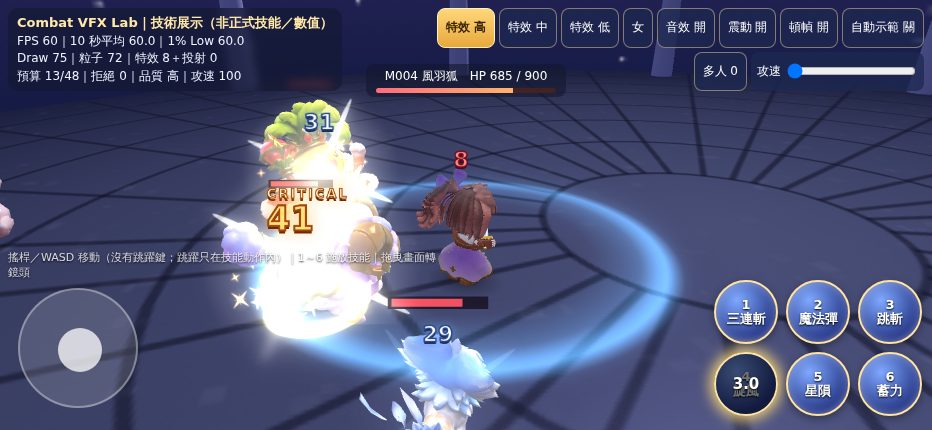 Combat VFX Lab｜技術展示（非正式技能／數值）
FPS 60｜10 秒平均 60.0｜1% Low 60.0
Draw 75｜粒子 72｜特效 8＋投射 0
預算 13/48｜拒絕 0｜品質 高｜攻速 100
特效 高
特效 中
特效 低
女
音效 開
震動 開
頓幀 開
自動示範 關
多人 0
攻速
M004 風羽狐 HP 685 / 900
31
8
CRITICAL
41
29
搖桿／WASD 移動（沒有跳躍鍵；跳躍只在技能動作內）｜1～6 施放技能｜拖曳畫面轉
鏡頭
1
三連斬
2
魔法彈
3
跳斬
4
旋風
3.0
5
星隕
6
蓄力